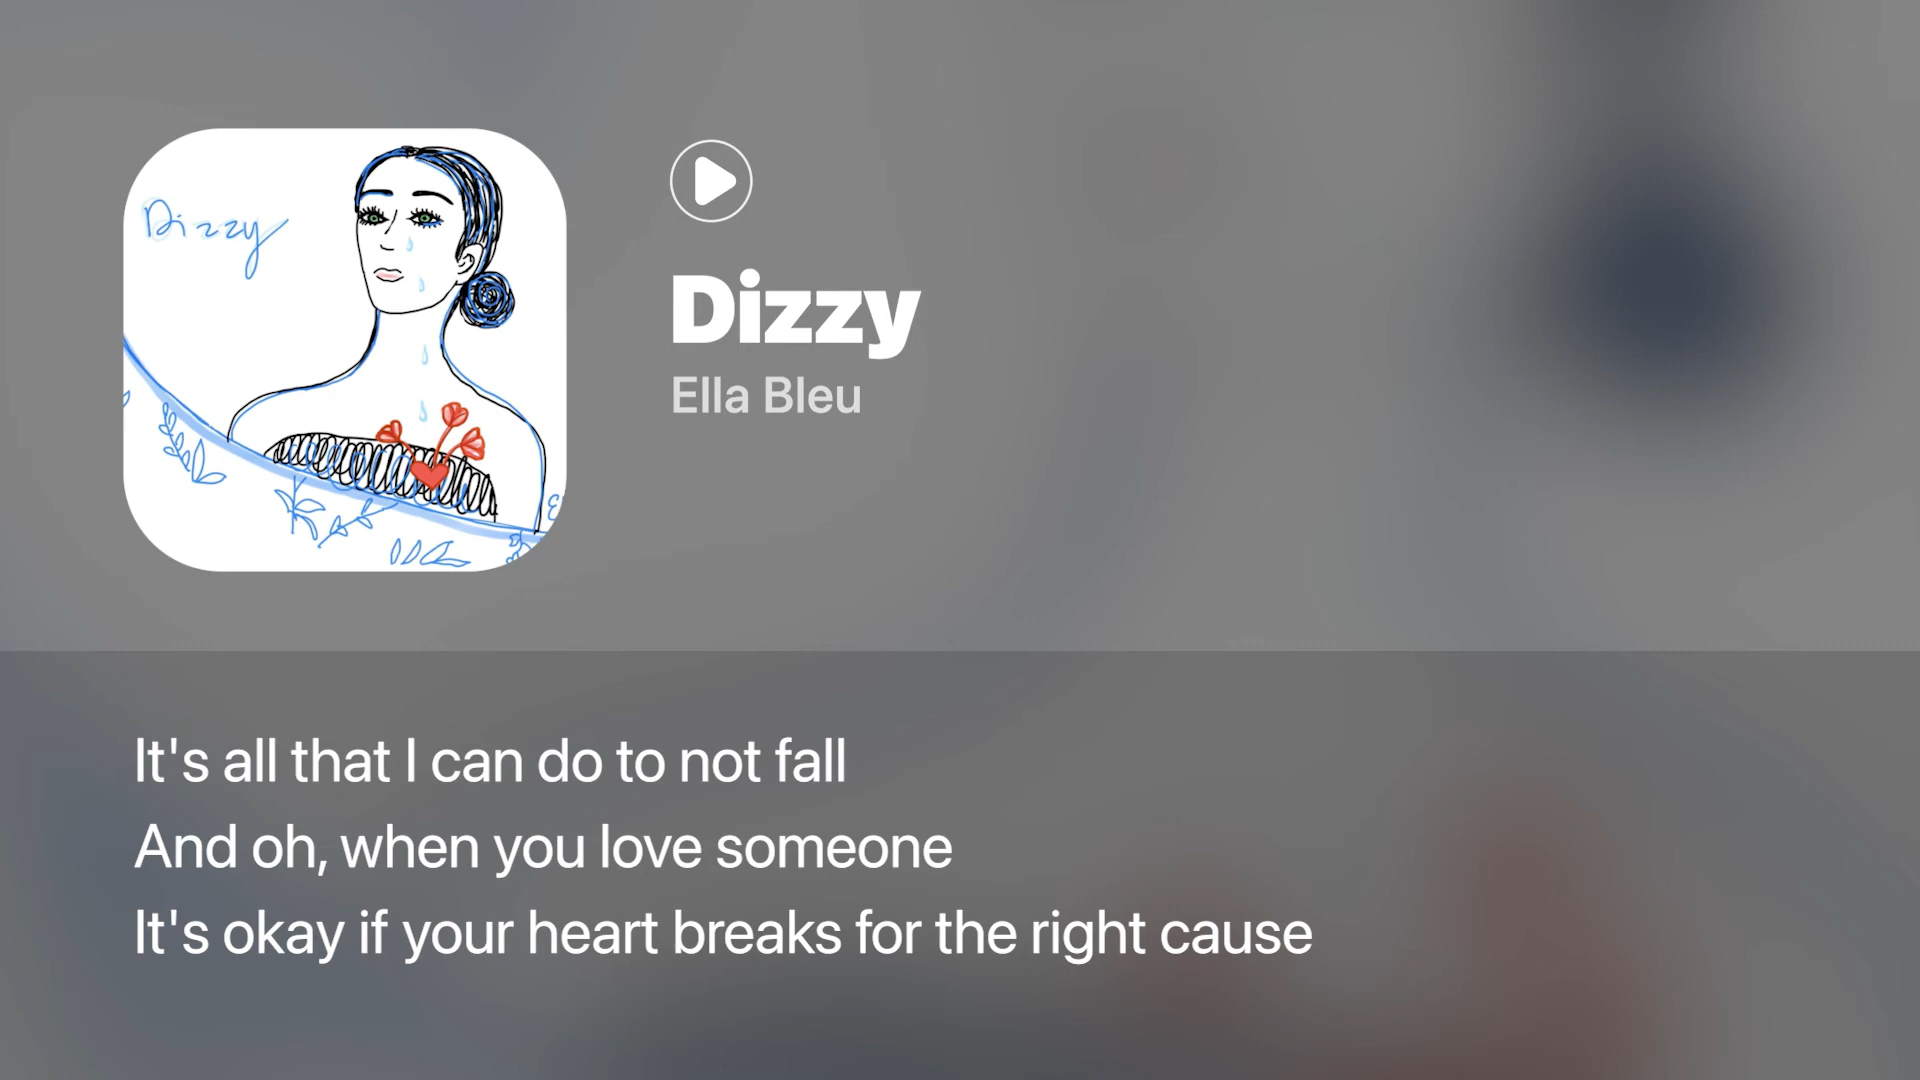 Dizzy
Dizzy
Ella Bleu
It's all that I can do to not fall
And oh, when you love someone
It's okay if your heart breaks for the right cause